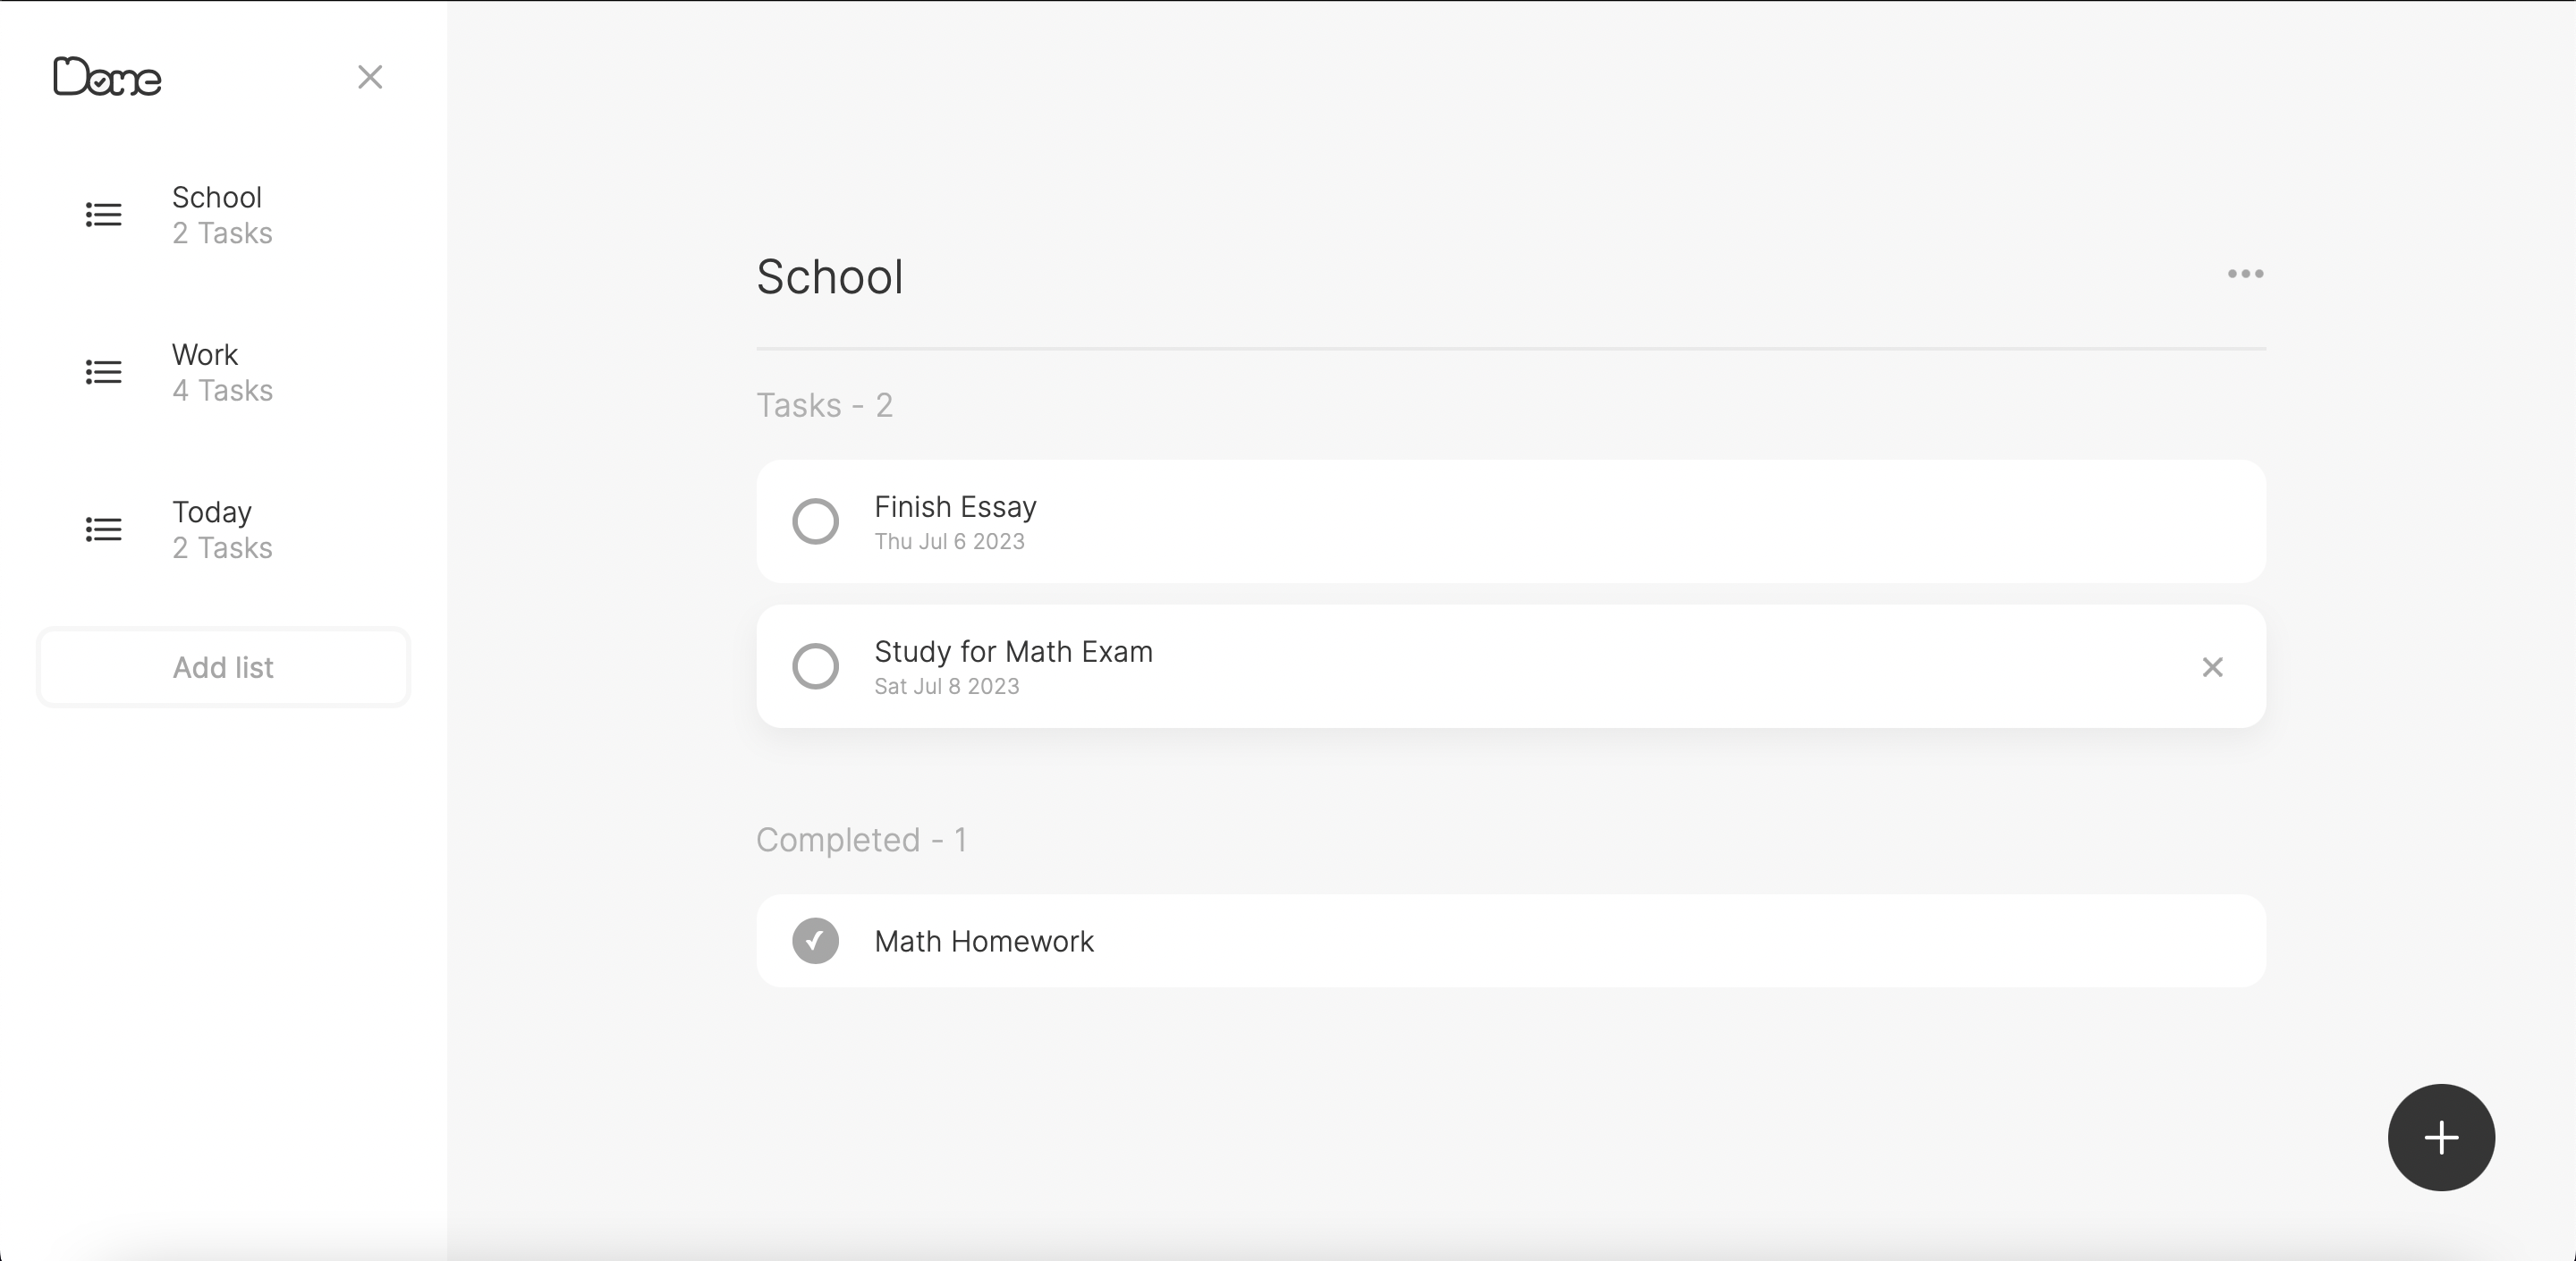 Done
School
2 Tasks
Work
4 Tasks
Today
2 Tasks
Add list
School
Tasks - 2
Finish Essay
Thu Jul 6 2023
Study for Math Exam
Sat Jul 8 2023
Completed - 1
Math Homework